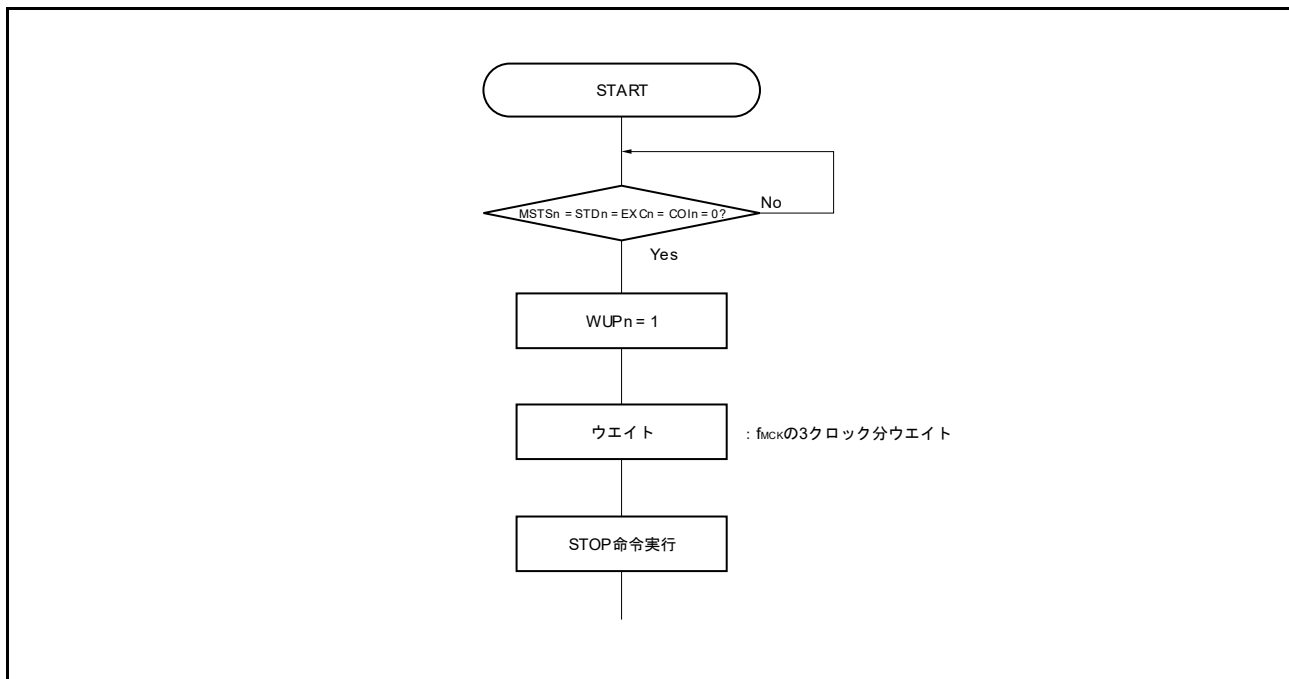 START
MSTSn = STDn = EXCn = COIn = 0?
No
Yes
WUPn = 1
ウエイト
: fMCKの3クロック分ウエイト
STOP命令実行